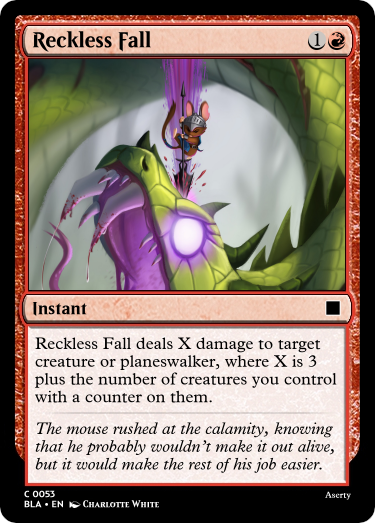 Reckless Fall 1
Instant
Reckless Fall deals X damage to target
creature or planeswalker, where X is 3
plus the number of creatures you control
with a counter on them.
The mouse rushed at the calamity, knowing
that he probably wouldn't make it out alive,
but it would make the rest of his job easier.
C 0053
BLA • EN Charlotte White
Aserty